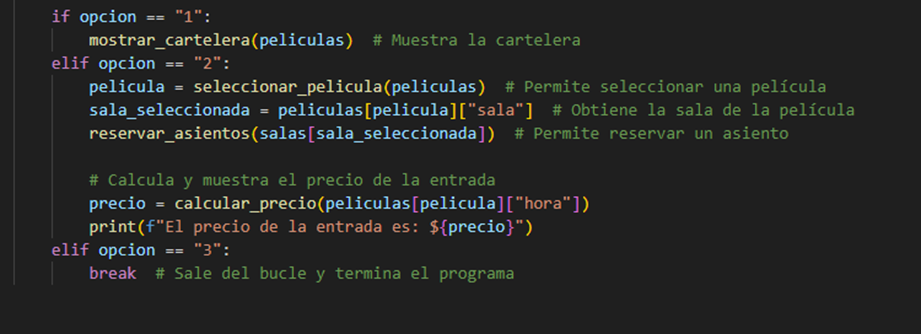 if opcion == "1":
mostrar_cartelera(peliculas)  # Muestra la cartelera
elif opcion == "2":
pelicula = seleccionar_pelicula(peliculas)  # Permite seleccionar una película
sala_seleccionada = peliculas[pelicula]["sala"]  # Obtiene la sala de la película
reservar_asientos(salas[sala_seleccionada])  # Permite reservar un asiento
# Calcula y muestra el precio de la entrada
precio = calcular_precio(peliculas[pelicula]["hora"])
print(f"El precio de la entrada es: ${precio}")
elif opcion == "3":
break  # Sale del bucle y termina el programa